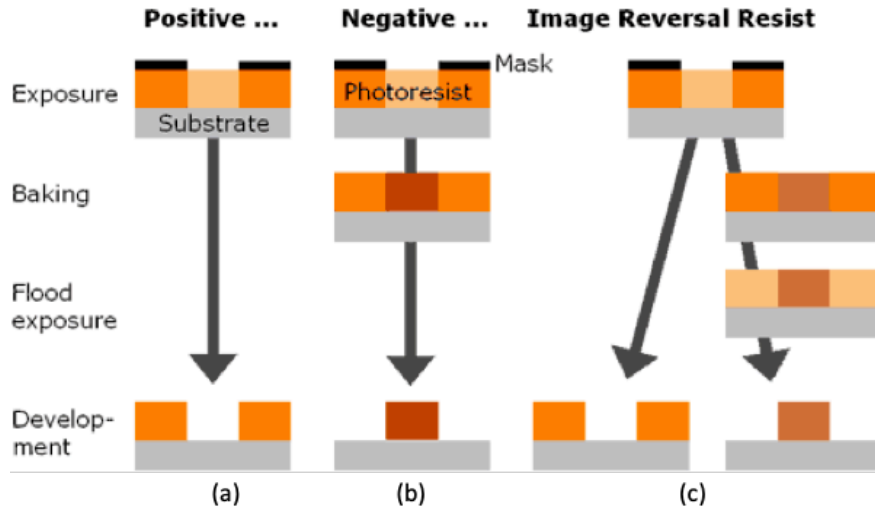 Positive ...
Negative ...
Image Reversal Resist
Mask
Exposure
Photoresist
Substrate
Baking
Flood
exposure
Develop-
ment
(a)
(b)
(c)